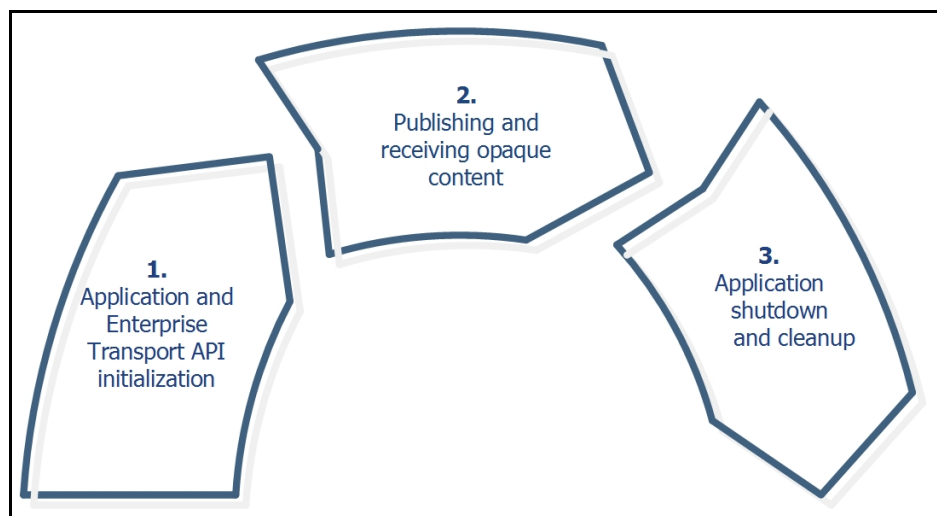 1.
Application and
Enterprise
Transport API
initialization
2.
Publishing and
receiving opaque
content
3.
Application
shutdown
and cleanup